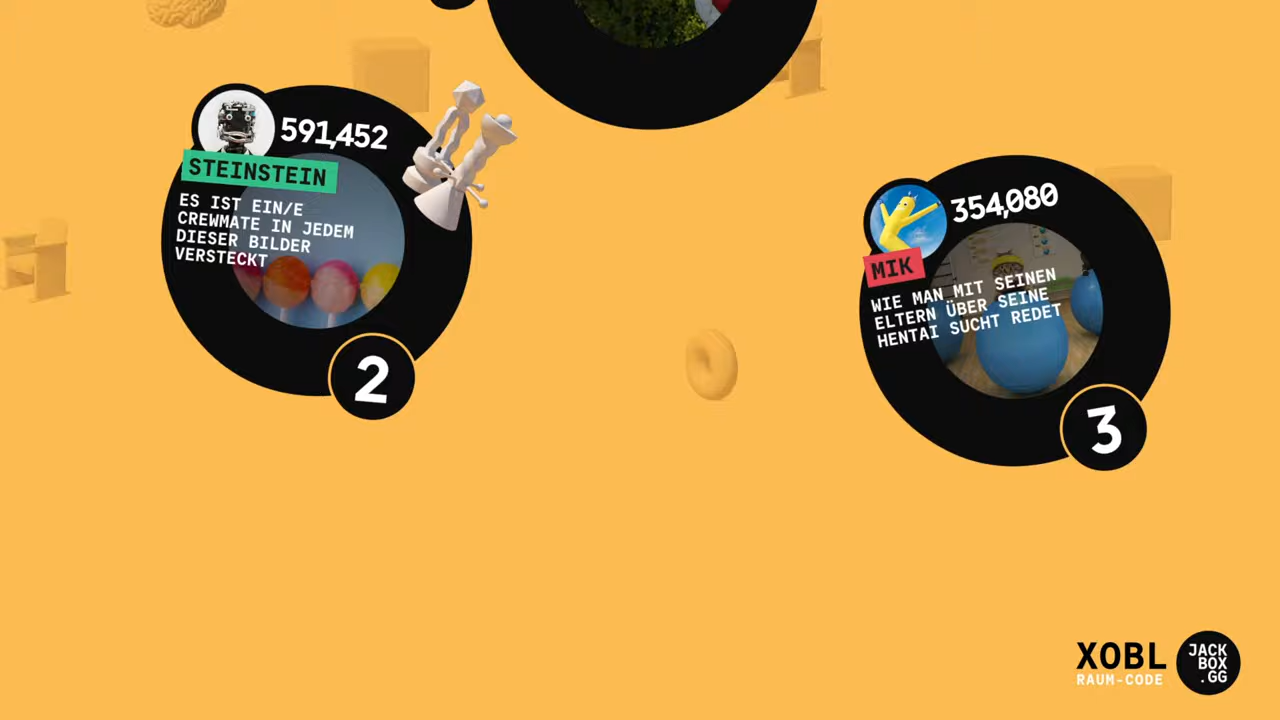 591,452
STEINSTEIN
ES IST EIN/E
CREWMATE IN JEDEM
DIESER BILDER
VERSTECKT
2
354,080
MIK
WIE MAN MIT SEINEN
ELTERN ÜBER SEINE
HENTAI SUCHT REDET
3
XOBL
RAUM-CODE
JACK
BOX
.GG